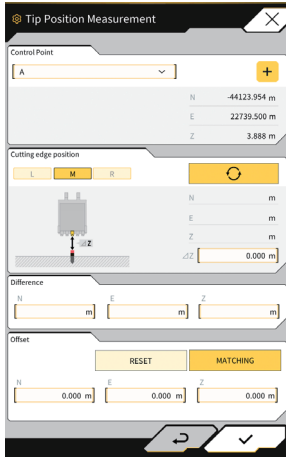 Tip Position Measurement
Control Point
A
+
N -44123.954 m
E 22739.500 m
Z 3.888 m
Cutting edge position
L M R
N m
E m
Z m
⊿Z
⊿Z 0.000 m
Difference
N E Z
m m m
Offset
RESET MATCHING
N E Z
0.000 m 0.000 m 0.000 m